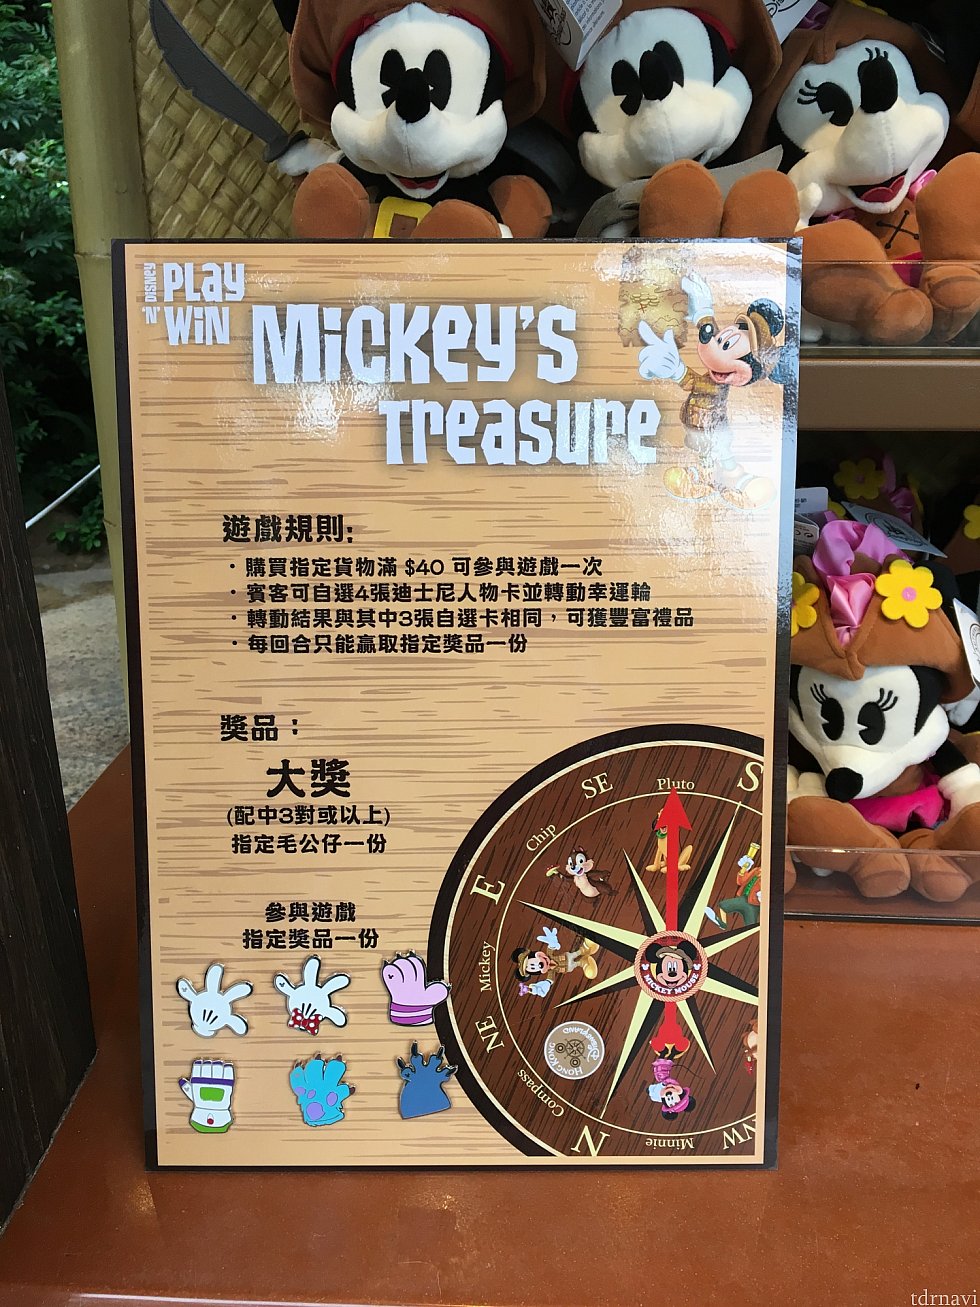 DISNEY PLAY
'N' WIN
MICKEY'S
TREASURE
遊戲規則:
· 購買指定貨物滿 $40 可參與遊戲一次
· 賓客可自選4張迪士尼人物卡並轉動幸運輪
· 轉動結果與其中3張自選卡相同，可獲豐富禮品
· 每回合只能贏取指定獎品一份
獎品：
大獎
(配中3對或以上)
指定毛公仔一份
參與遊戲
指定獎品一份
SE
Pluto
S
Chip
E
Mickey
MICKEY MOUSE
NE
HONG KONG
DISNEYLAND
Compass
N
Minnie
NW
tdrnavi